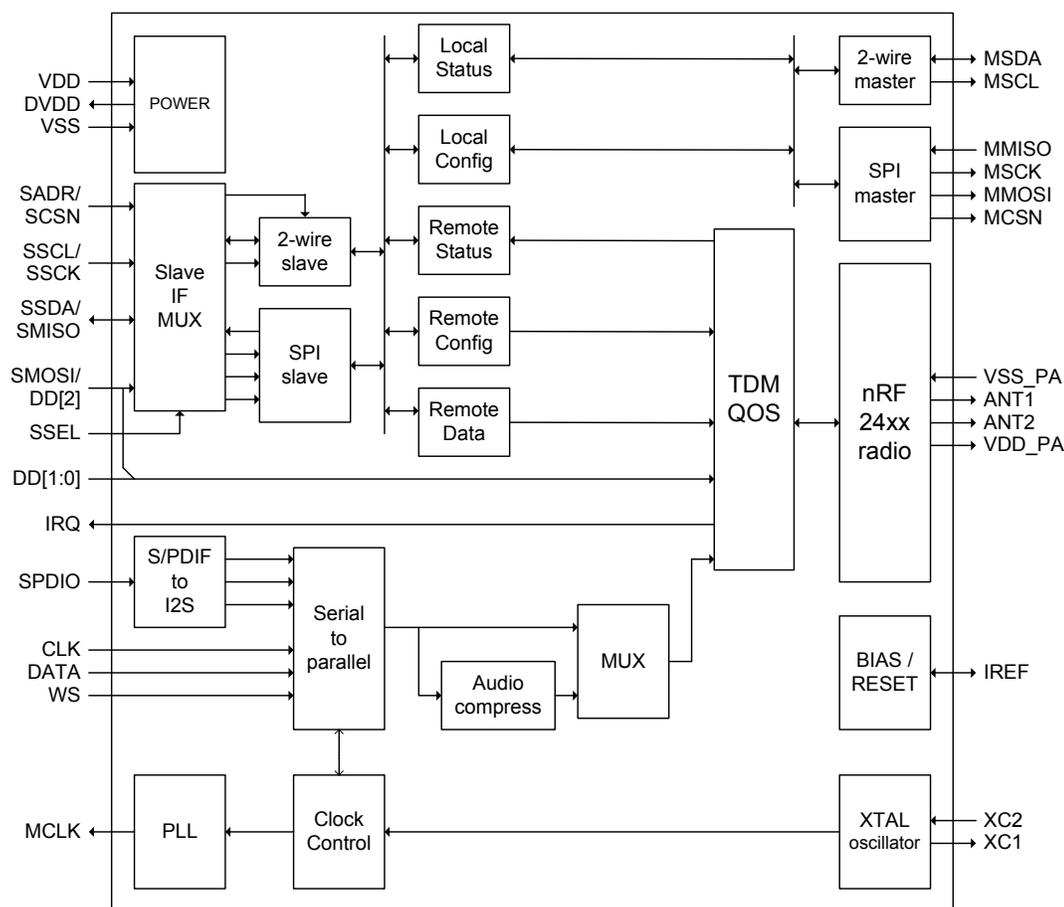 VDD
DVDD
VSS
POWER
SADR/
SCSN
SSCL/
SSCK
SSDA/
SMISO
SMOSI/
DD[2]
SSEL
DD[1:0]
IRQ
SPDIO
CLK
DATA
WS
MCLK
Slave
IF
MUX
2-wire
slave
SPI
slave
Local
Status
Local
Config
Remote
Status
Remote
Config
Remote
Data
TDM
QOS
2-wire
master
SPI
master
nRF
24xx
radio
MSDA
MSCL
MMISO
MSCK
MMOSI
MCSN
VSS_PA
ANT1
ANT2
VDD_PA
S/PDIF
to
I2S
Serial
to
parallel
Audio
compress
MUX
BIAS /
RESET
IREF
PLL
Clock
Control
XTAL
oscillator
XC2
XC1